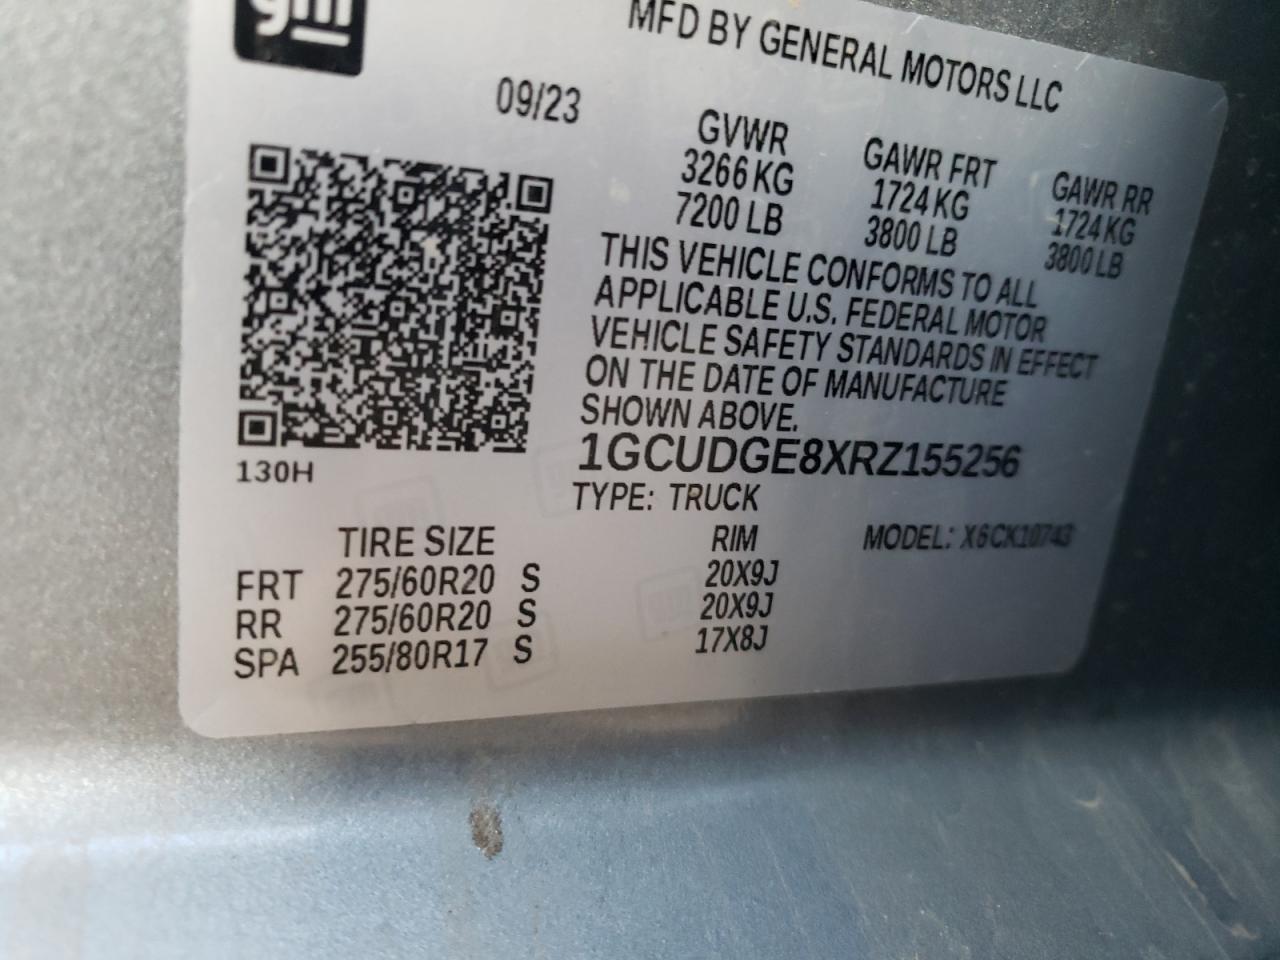 gm
MFD BY GENERAL MOTORS LLC
09/23
GVWR GAWR FRT GAWR RR
3266 KG 1724 KG 1724 KG
7200 LB 3800 LB 3800 LB
THIS VEHICLE CONFORMS TO ALL
APPLICABLE U.S. FEDERAL MOTOR
VEHICLE SAFETY STANDARDS IN EFFECT
ON THE DATE OF MANUFACTURE
SHOWN ABOVE.
1GCUDGE8XRZ155256
130H
TYPE: TRUCK
TIRE SIZE RIM MODEL: X6CK10743
FRT 275/60R20 S 20X9J
RR 275/60R20 S 20X9J
SPA 255/80R17 S 17X8J